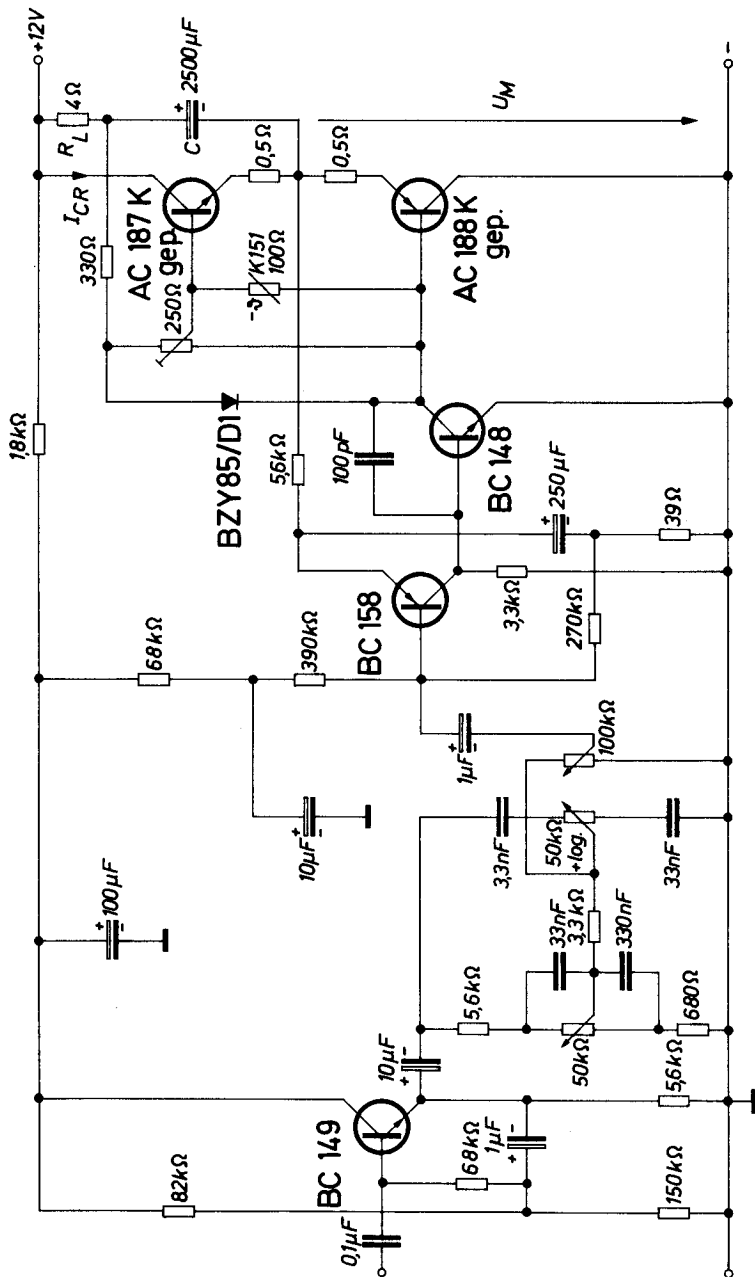 0,1µF
82kΩ
BC 149
68kΩ
1µF
+
-
150kΩ
5,6kΩ
10µF
+
-
100µF
+
-
5,6kΩ
50kΩ
33nF
3,3kΩ
330nF
680Ω
3,3nF
50kΩ
+log.
33nF
100kΩ
10µF
+
-
68kΩ
390kΩ
1µF
+
-
BC 158
3,3kΩ
270kΩ
250µF
+
-
39Ω
1,8kΩ
5,6kΩ
100pF
BC 148
BZY85/D1
250Ω
330Ω
-ϑ
K151
100Ω
AC 187 K
gep.
I_CR
R_L
4Ω
+12V
C
+
-
2500µF
0,5Ω
0,5Ω
AC 188 K
gep.
U_M
-